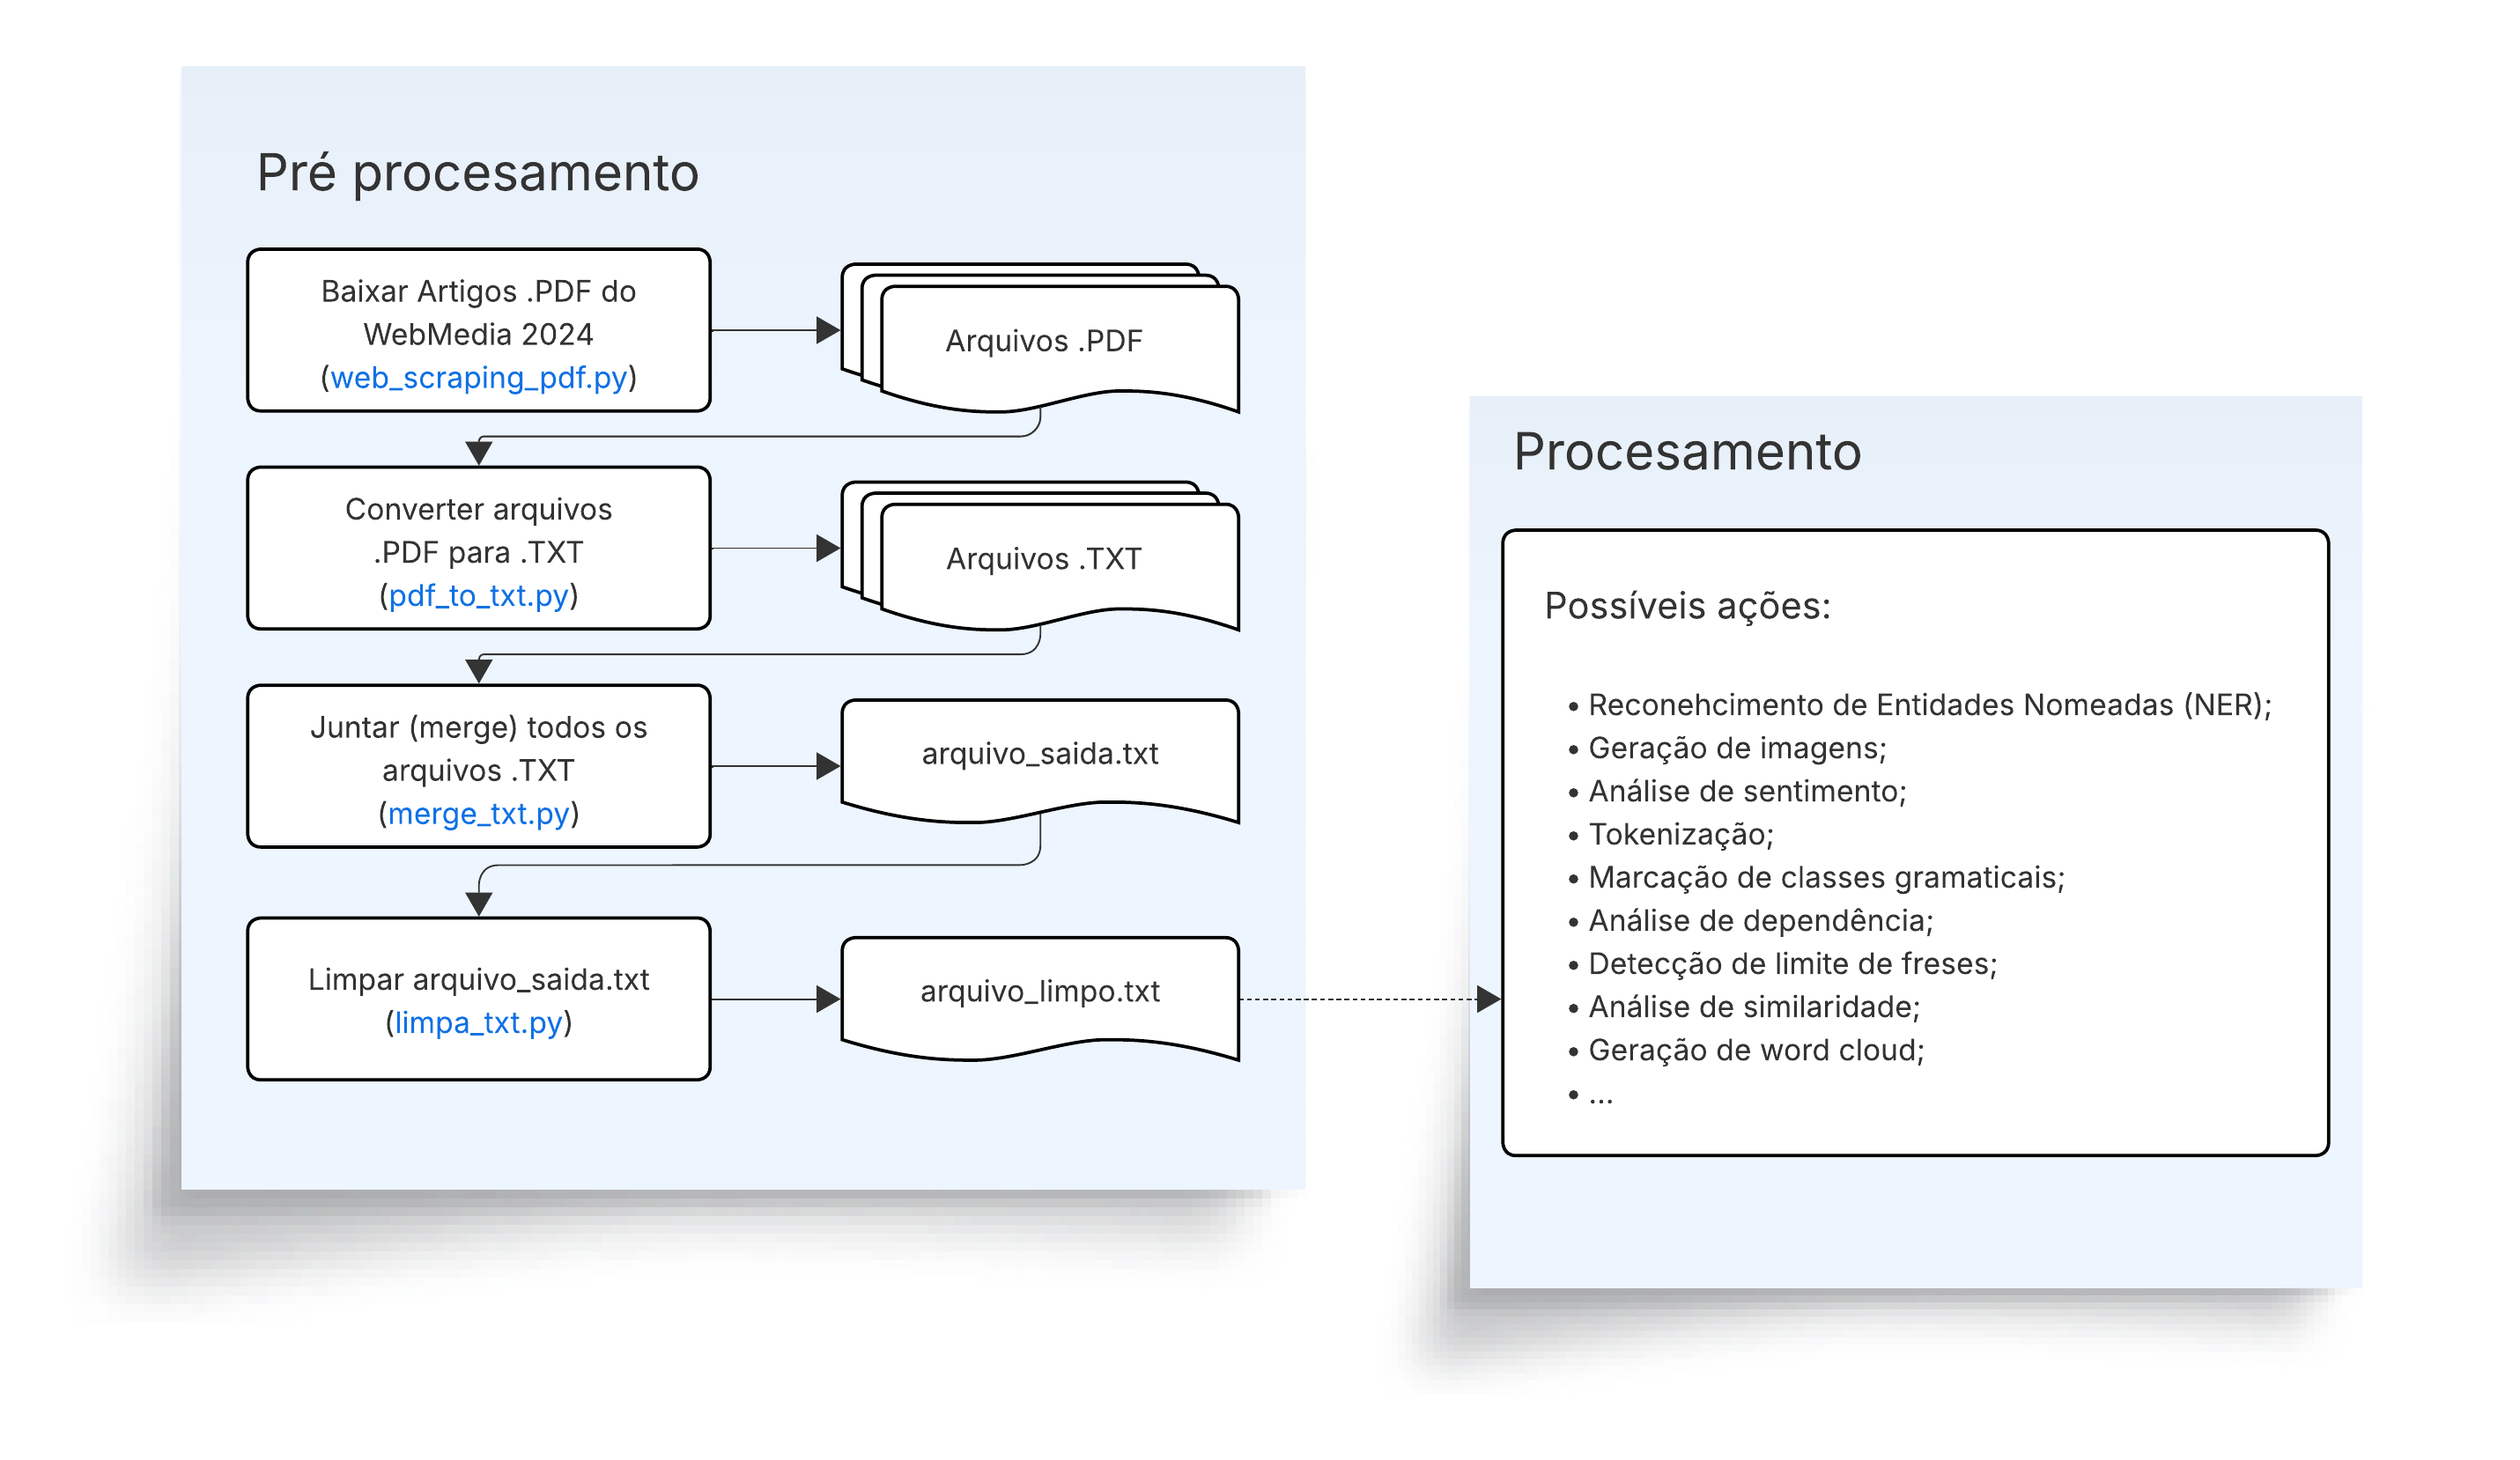 Pré procesamento
Baixar Artigos .PDF do
WebMedia 2024
(web_scraping_pdf.py)
Arquivos .PDF
Converter arquivos
.PDF para .TXT
(pdf_to_txt.py)
Arquivos .TXT
Juntar (merge) todos os
arquivos .TXT
(merge_txt.py)
arquivo_saida.txt
Limpar arquivo_saida.txt
(limpa_txt.py)
arquivo_limpo.txt
Procesamento
Possíveis ações:
• Reconehcimento de Entidades Nomeadas (NER);
• Geração de imagens;
• Análise de sentimento;
• Tokenização;
• Marcação de classes gramaticais;
• Análise de dependência;
• Detecção de limite de freses;
• Análise de similaridade;
• Geração de word cloud;
• ...